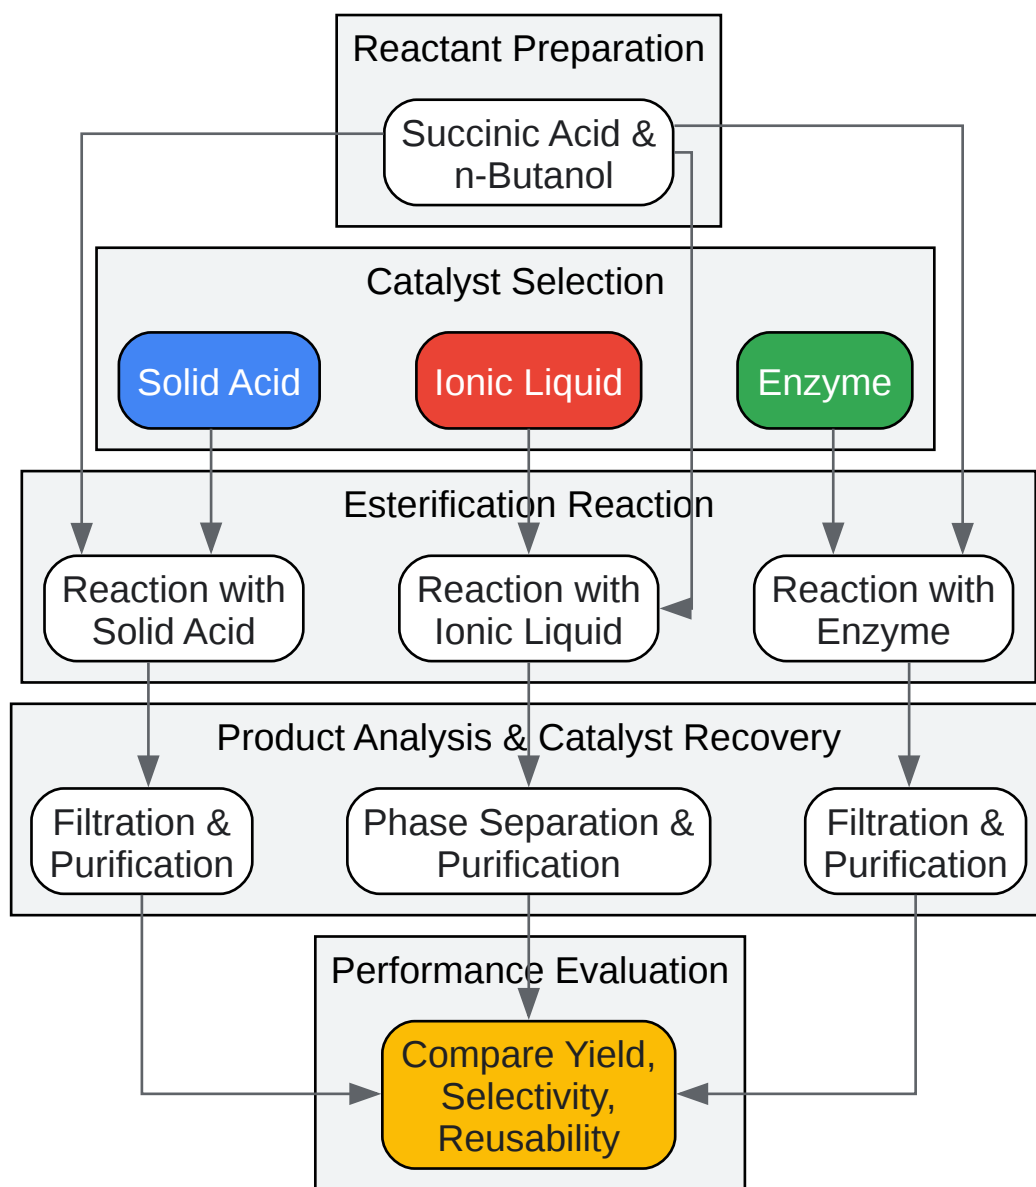 Reactant Preparation
Succinic Acid &
n-Butanol
Catalyst Selection
Solid Acid
Ionic Liquid
Enzyme
Esterification Reaction
Reaction with
Solid Acid
Reaction with
Ionic Liquid
Reaction with
Enzyme
Product Analysis & Catalyst Recovery
Filtration &
Purification
Phase Separation &
Purification
Filtration &
Purification
Performance Evaluation
Compare Yield,
Selectivity,
Reusability